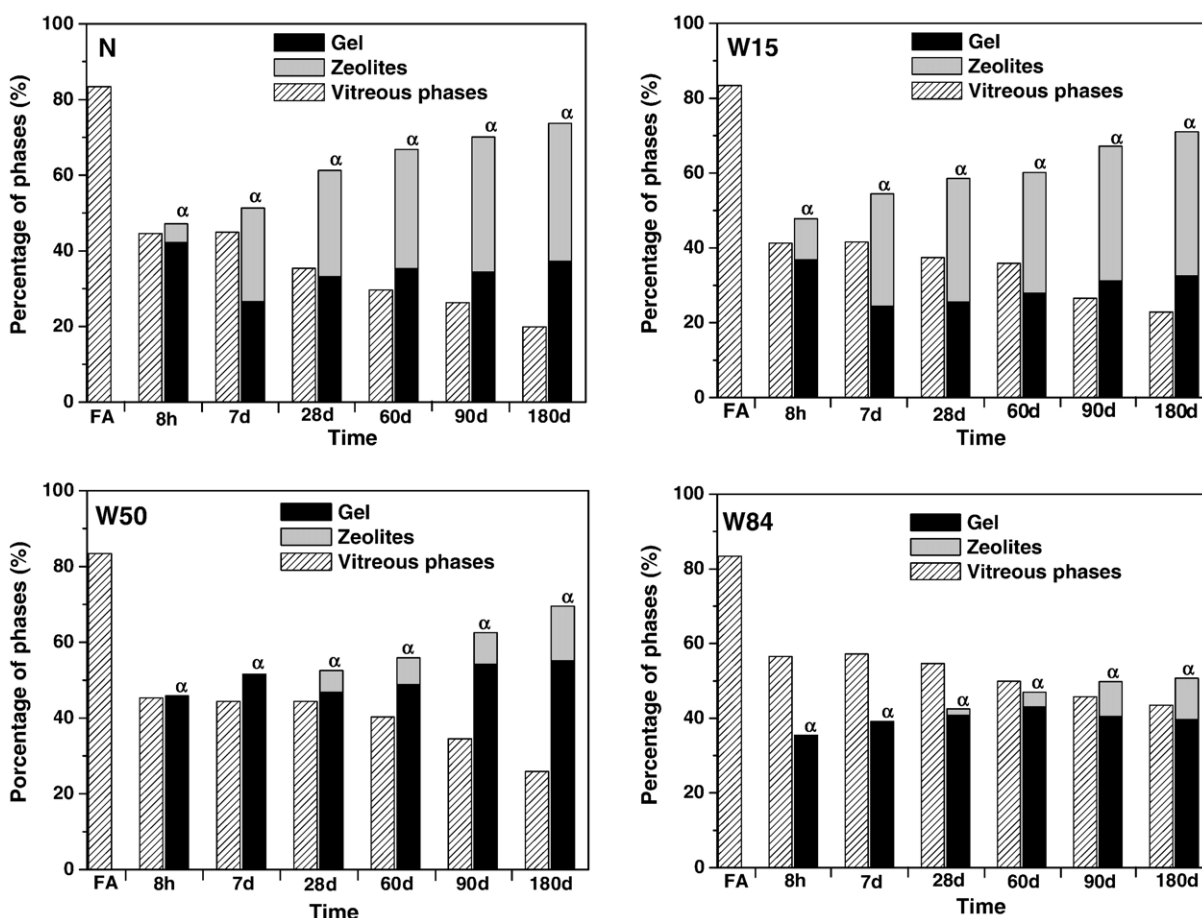 N
Gel
Zeolites
Vitreous phases
Percentage of phases (%)
100
80
60
40
20
0
α α α α α α
FA 8h 7d 28d 60d 90d 180d
Time
W15
Gel
Zeolites
Vitreous phases
Percentage of phases (%)
100
80
60
40
20
0
α α α α α α
FA 8h 7d 28d 60d 90d 180d
Time
W50
Gel
Zeolites
Vitreous phases
Porcentage of phases (%)
100
80
60
40
20
0
α α α α α α
FA 8h 7d 28d 60d 90d 180d
Time
W84
Gel
Zeolites
Vitreous phases
Percentage of phases (%)
100
80
60
40
20
0
α α α α α α
FA 8h 7d 28d 60d 90d 180d
Time